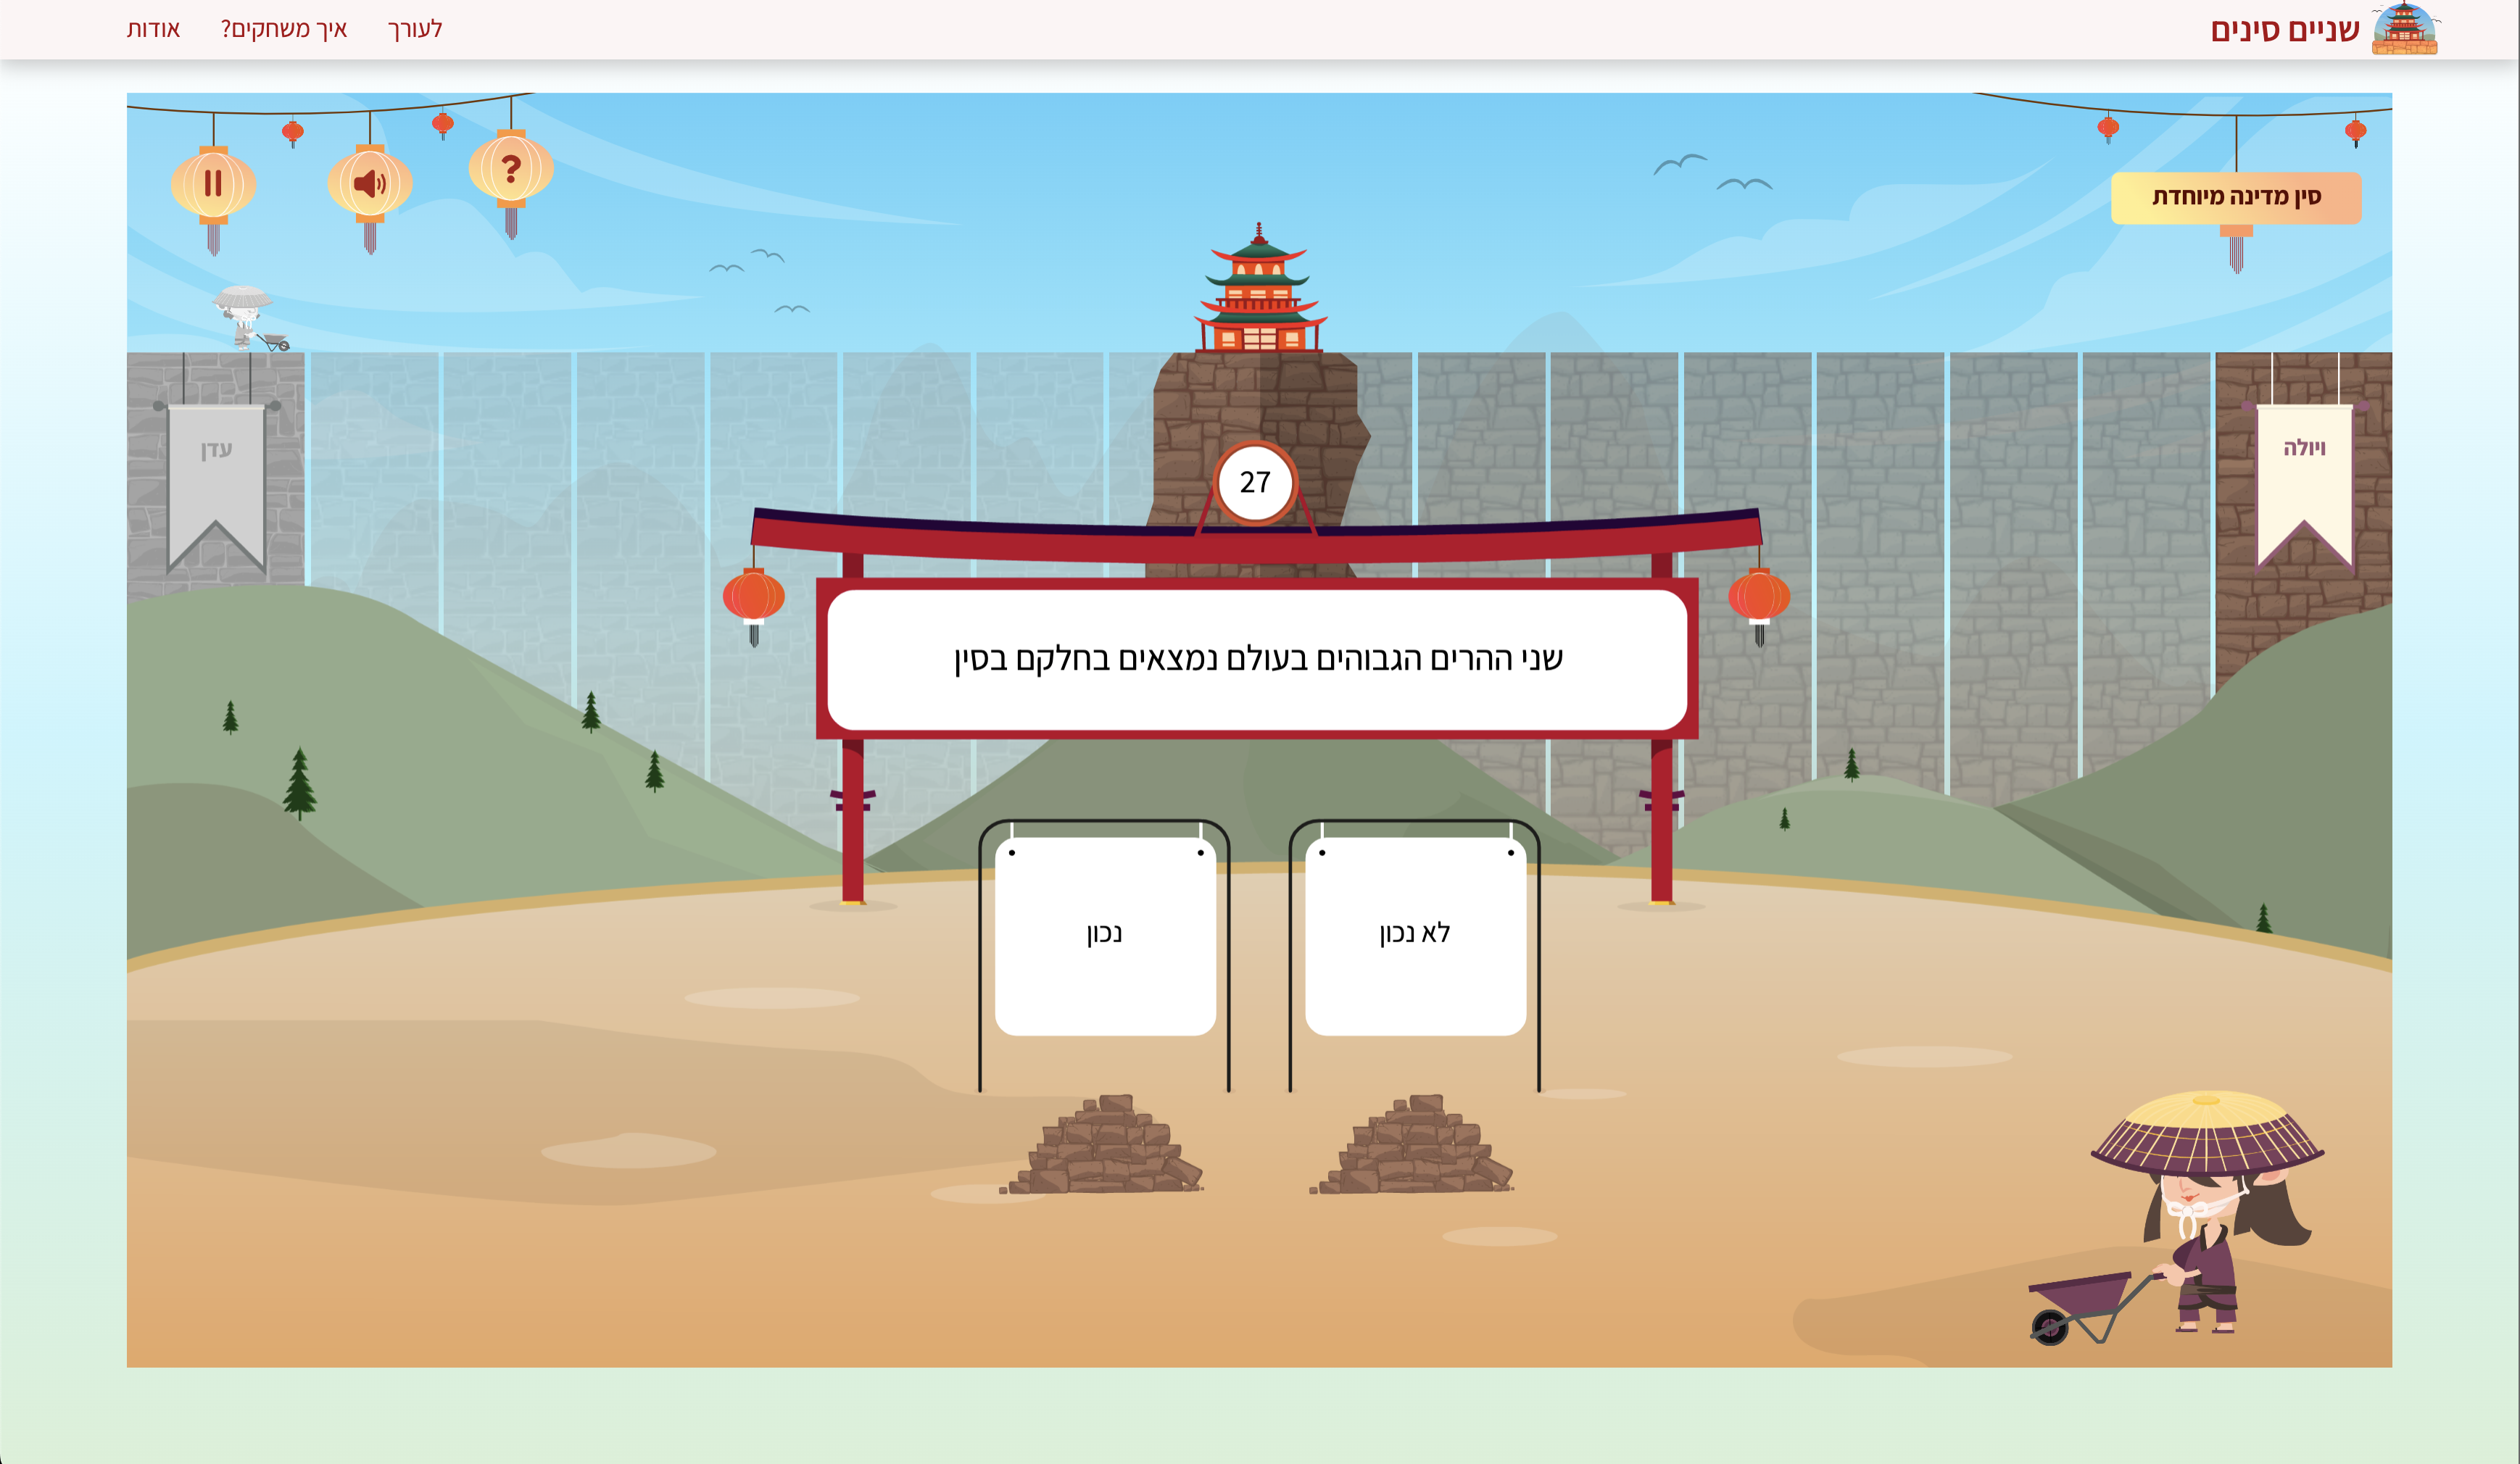 שניים סינים
לעורך
איך משחקים?
אודות
?
סין מדינה מיוחדת
ויולה
עדן
27
שני ההרים הגבוהים בעולם נמצאים בחלקם בסין
לא נכון
נכון